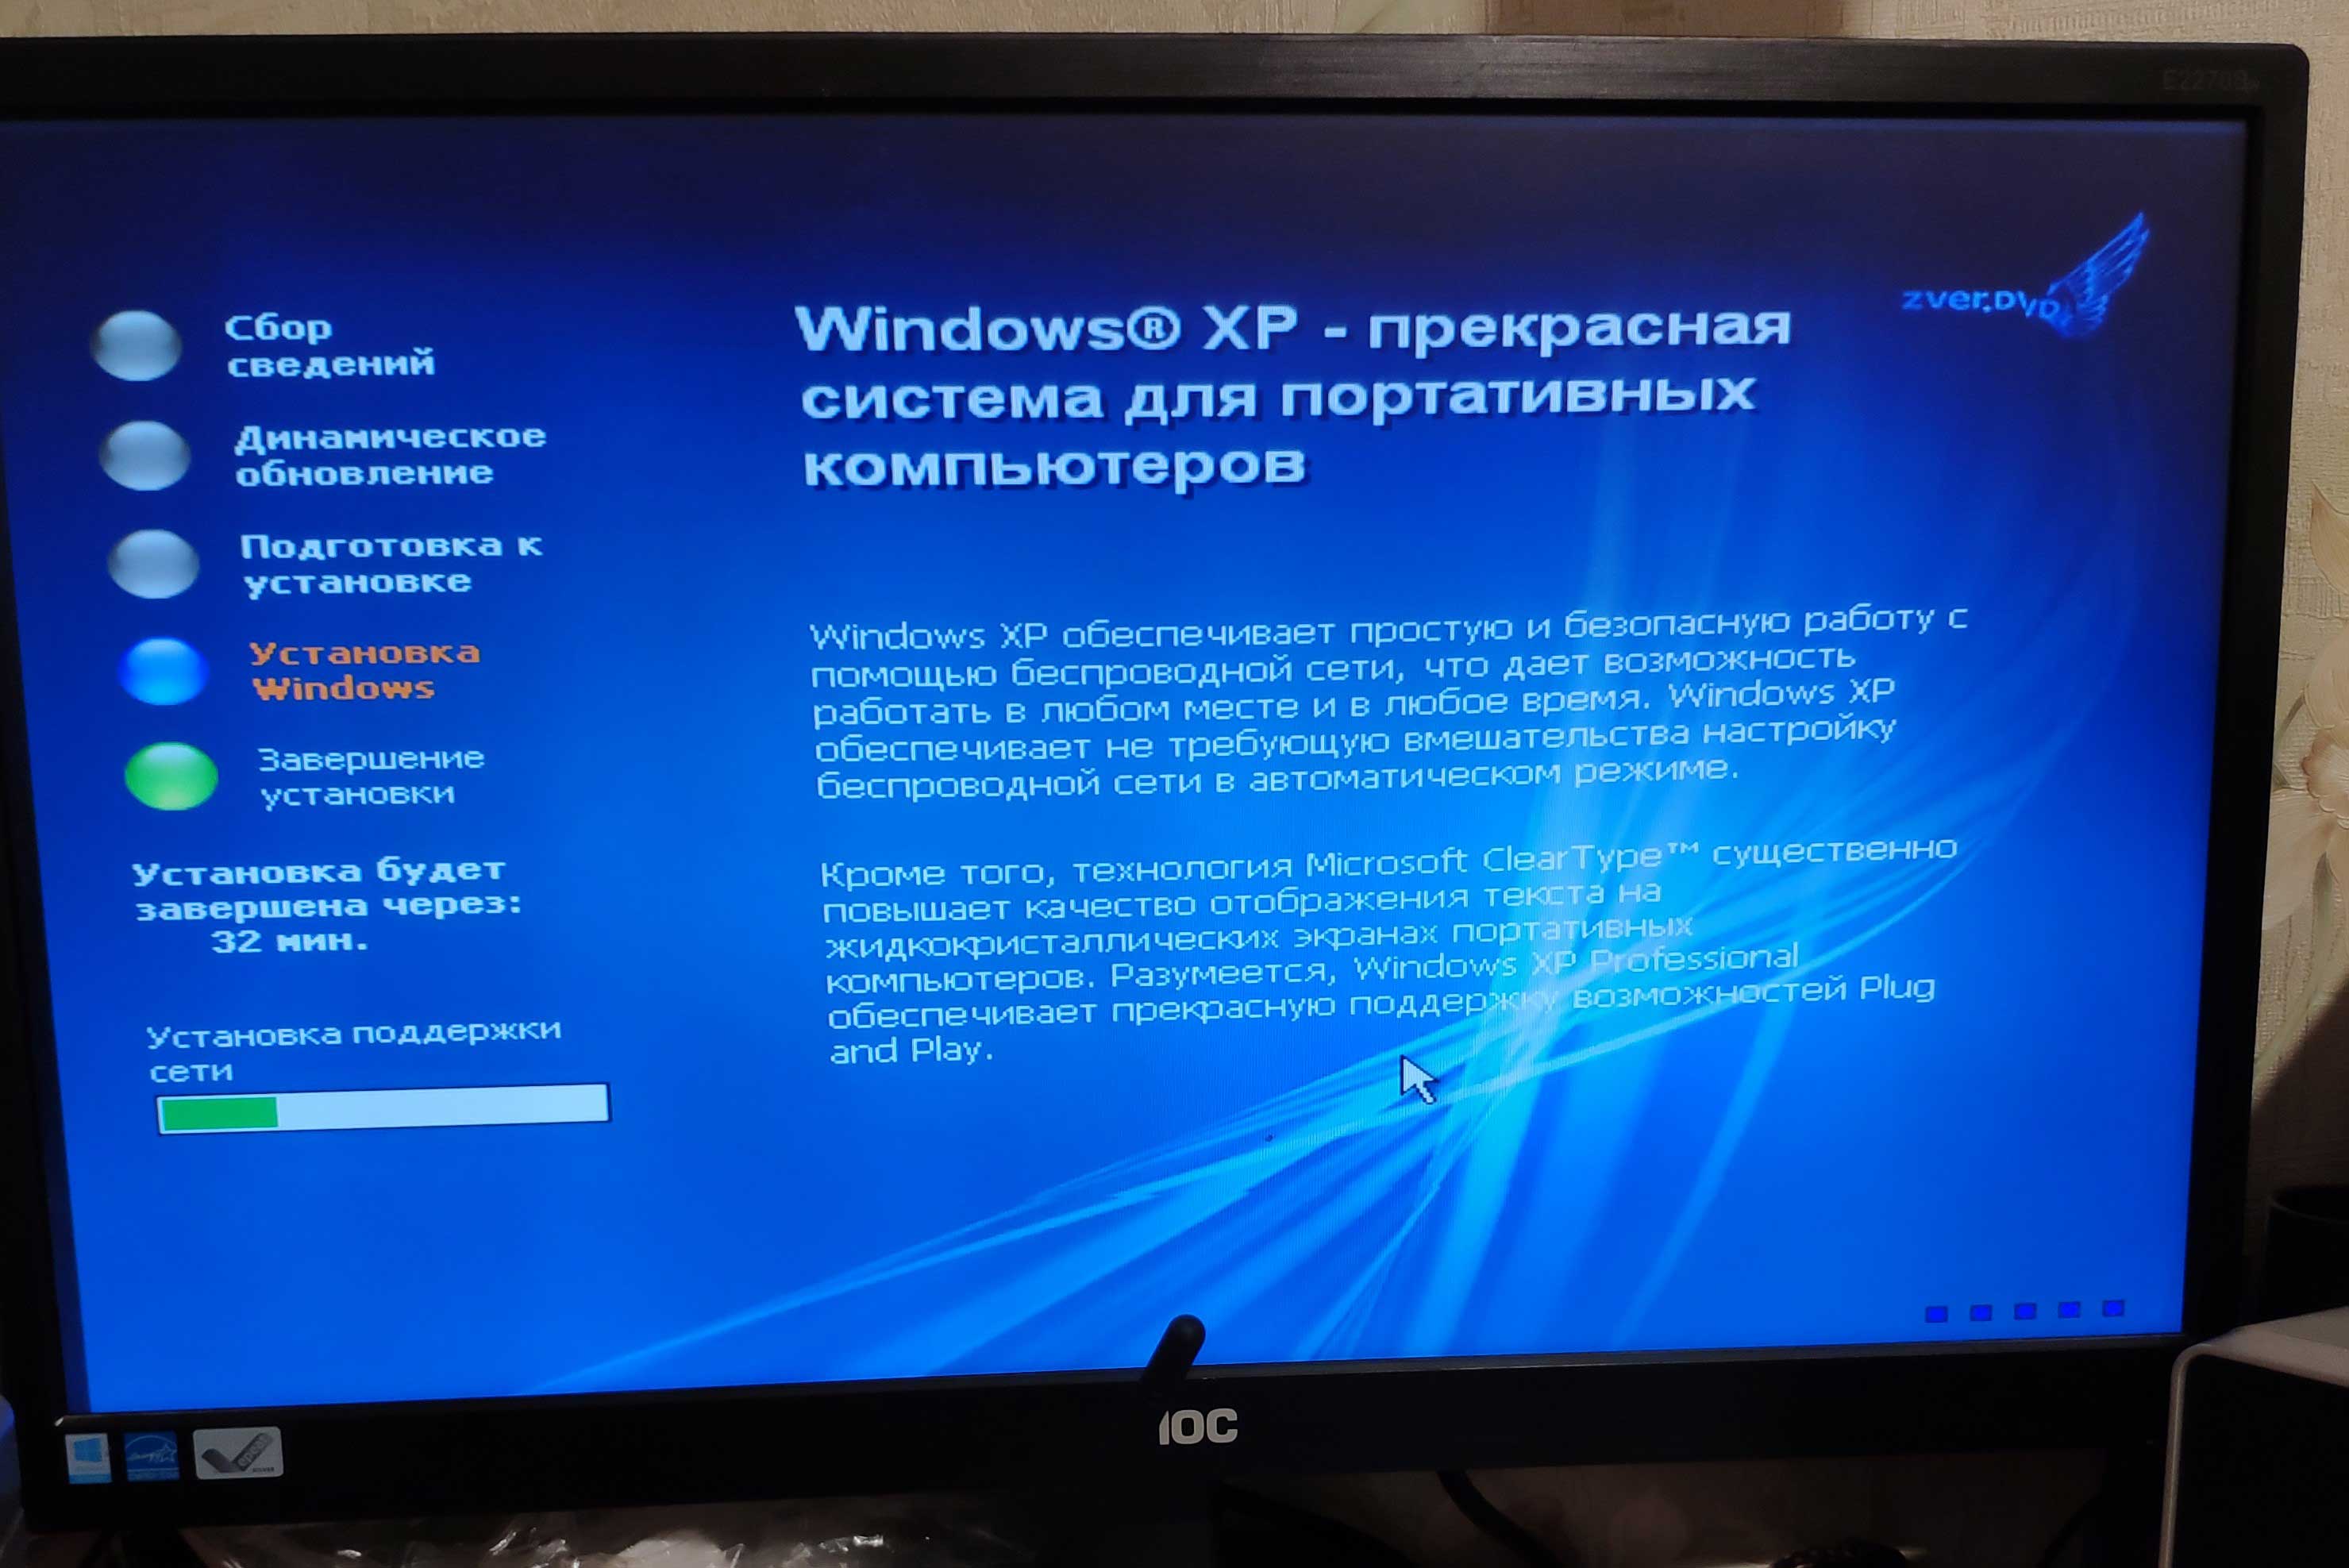 E2270Sw
zver.DVD
Сбор
сведений
Динамическое
обновление
Подготовка к
установке
Установка
Windows
Завершение
установки
Установка будет
завершена через:
32 мин.
Установка поддержки
сети
Windows® XP - прекрасная
система для портативных
компьютеров
Windows XP обеспечивает простую и безопасную работу с
помощью беспроводной сети, что дает возможность
работать в любом месте и в любое время. Windows XP
обеспечивает не требующую вмешательства настройку
беспроводной сети в автоматическом режиме.
Кроме того, технология Microsoft ClearType™ существенно
повышает качество отображения текста на
жидкокристаллических экранах портативных
компьютеров. Разумеется, Windows XP Professional
обеспечивает прекрасную поддержку возможностей Plug
and Play.
AOC
epeat